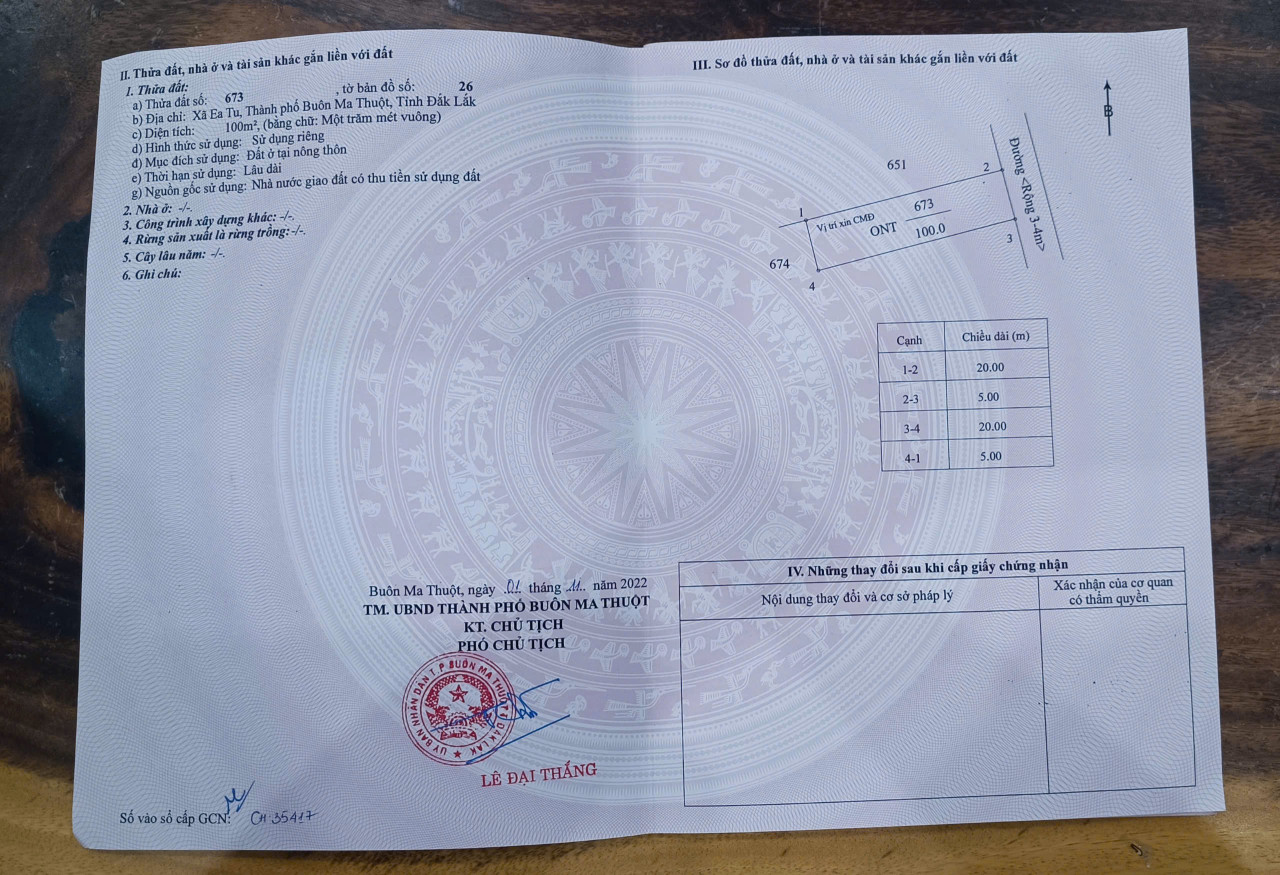 II. Thửa đất, nhà ở và tài sản khác gắn liền với đất
1. Thửa đất:
a) Thửa đất số: 673 , tờ bản đồ số: 26
b) Địa chỉ: Xã Ea Tu, Thành phố Buôn Ma Thuột, Tỉnh Đắk Lắk
c) Diện tích: 100m², (bằng chữ: Một trăm mét vuông)
d) Hình thức sử dụng: Sử dụng riêng
đ) Mục đích sử dụng: Đất ở tại nông thôn
e) Thời hạn sử dụng: Lâu dài
g) Nguồn gốc sử dụng: Nhà nước giao đất có thu tiền sử dụng đất
2. Nhà ở: -/-.
3. Công trình xây dựng khác: -/-.
4. Rừng sản xuất là rừng trồng:-/-.
5. Cây lâu năm: -/-.
6. Ghi chú:
Buôn Ma Thuột, ngày 01 tháng 11 năm 2022
TM. UBND THÀNH PHỐ BUÔN MA THUỘT
KT. CHỦ TỊCH
PHÓ CHỦ TỊCH
ỦY BAN NHÂN DÂN T.P BUÔN MA THUỘT T. ĐẮK LẮK
LÊ ĐẠI THẮNG
Số vào sổ cấp GCN: CH 35417
III. Sơ đồ thửa đất, nhà ở và tài sản khác gắn liền với đất
B
651
Đường <Rộng 3-4m>
1
2
Vị trí xin CMĐ
ONT
673
100.0
3
674
4
Cạnh Chiều dài (m)
1-2 20.00
2-3 5.00
3-4 20.00
4-1 5.00
IV. Những thay đổi sau khi cấp giấy chứng nhận
Nội dung thay đổi và cơ sở pháp lý
Xác nhận của cơ quan
có thẩm quyền